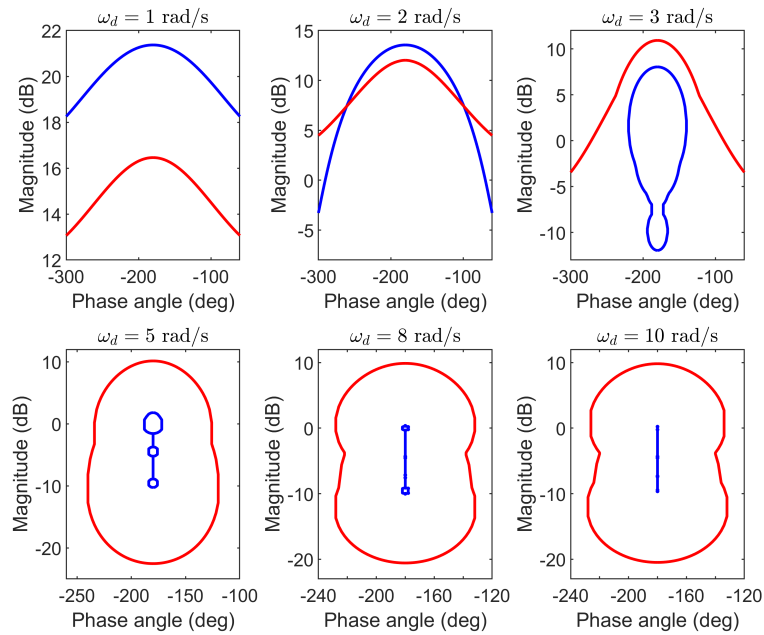 ω_d = 1 rad/s
ω_d = 2 rad/s
ω_d = 3 rad/s
Magnitude (dB)
22
20
18
16
14
12
-300
-200
-100
Phase angle (deg)
Magnitude (dB)
15
10
5
0
-5
-300
-200
-100
Phase angle (deg)
Magnitude (dB)
10
5
0
-5
-10
-300
-200
-100
Phase angle (deg)
ω_d = 5 rad/s
ω_d = 8 rad/s
ω_d = 10 rad/s
Magnitude (dB)
10
0
-10
-20
-260
-200
-150
-100
Phase angle (deg)
Magnitude (dB)
10
0
-10
-20
-240
-200
-160
-120
Phase angle (deg)
Magnitude (dB)
10
0
-10
-20
-240
-200
-160
-120
Phase angle (deg)